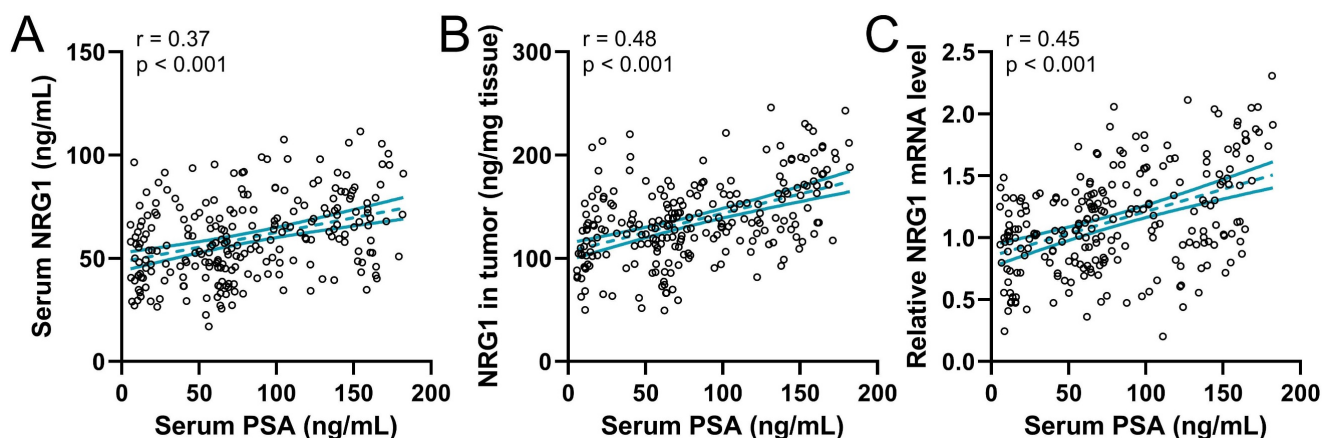 A
r = 0.37
p < 0.001
Serum NRG1 (ng/mL)
150
100
50
0
0 50 100 150 200
Serum PSA (ng/mL)
B
r = 0.48
p < 0.001
NRG1 in tumor (ng/mg tissue)
300
200
100
0
0 50 100 150 200
Serum PSA (ng/mL)
C
r = 0.45
p < 0.001
Relative NRG1 mRNA level
2.5
2.0
1.5
1.0
0.5
0.0
0 50 100 150 200
Serum PSA (ng/mL)